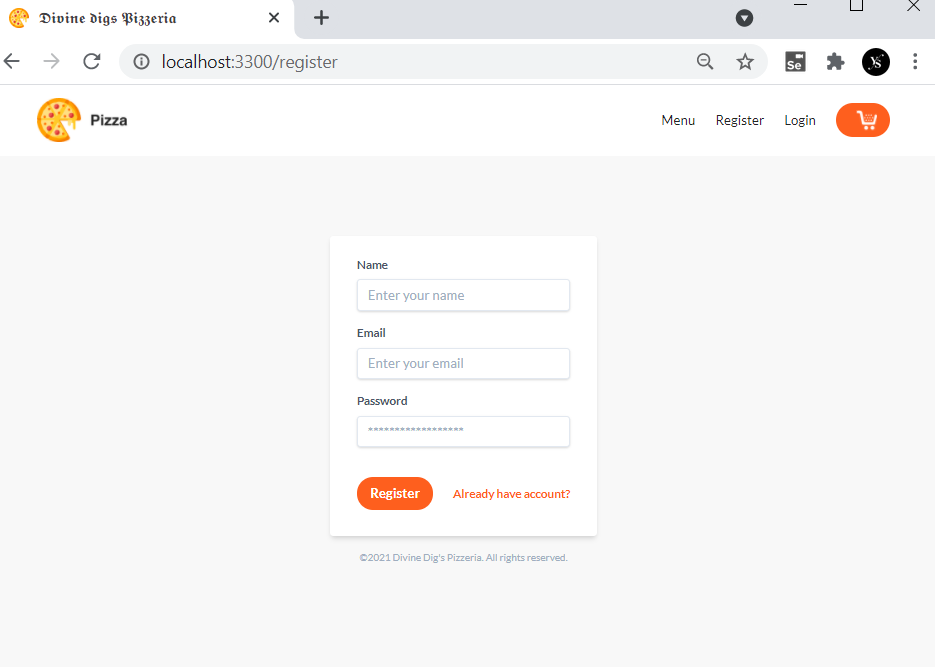 𝕯𝖎𝖛𝖎𝖓𝖊 𝖉𝖎𝖌𝖘 𝕻𝖎𝖟𝖟𝖊𝖗𝖎𝖆
localhost:3300/register
Se
YS
Pizza
Menu Register Login
Name
Enter your name
Email
Enter your email
Password
******************
Register Already have account?
©2021 Divine Dig's Pizzeria. All rights reserved.